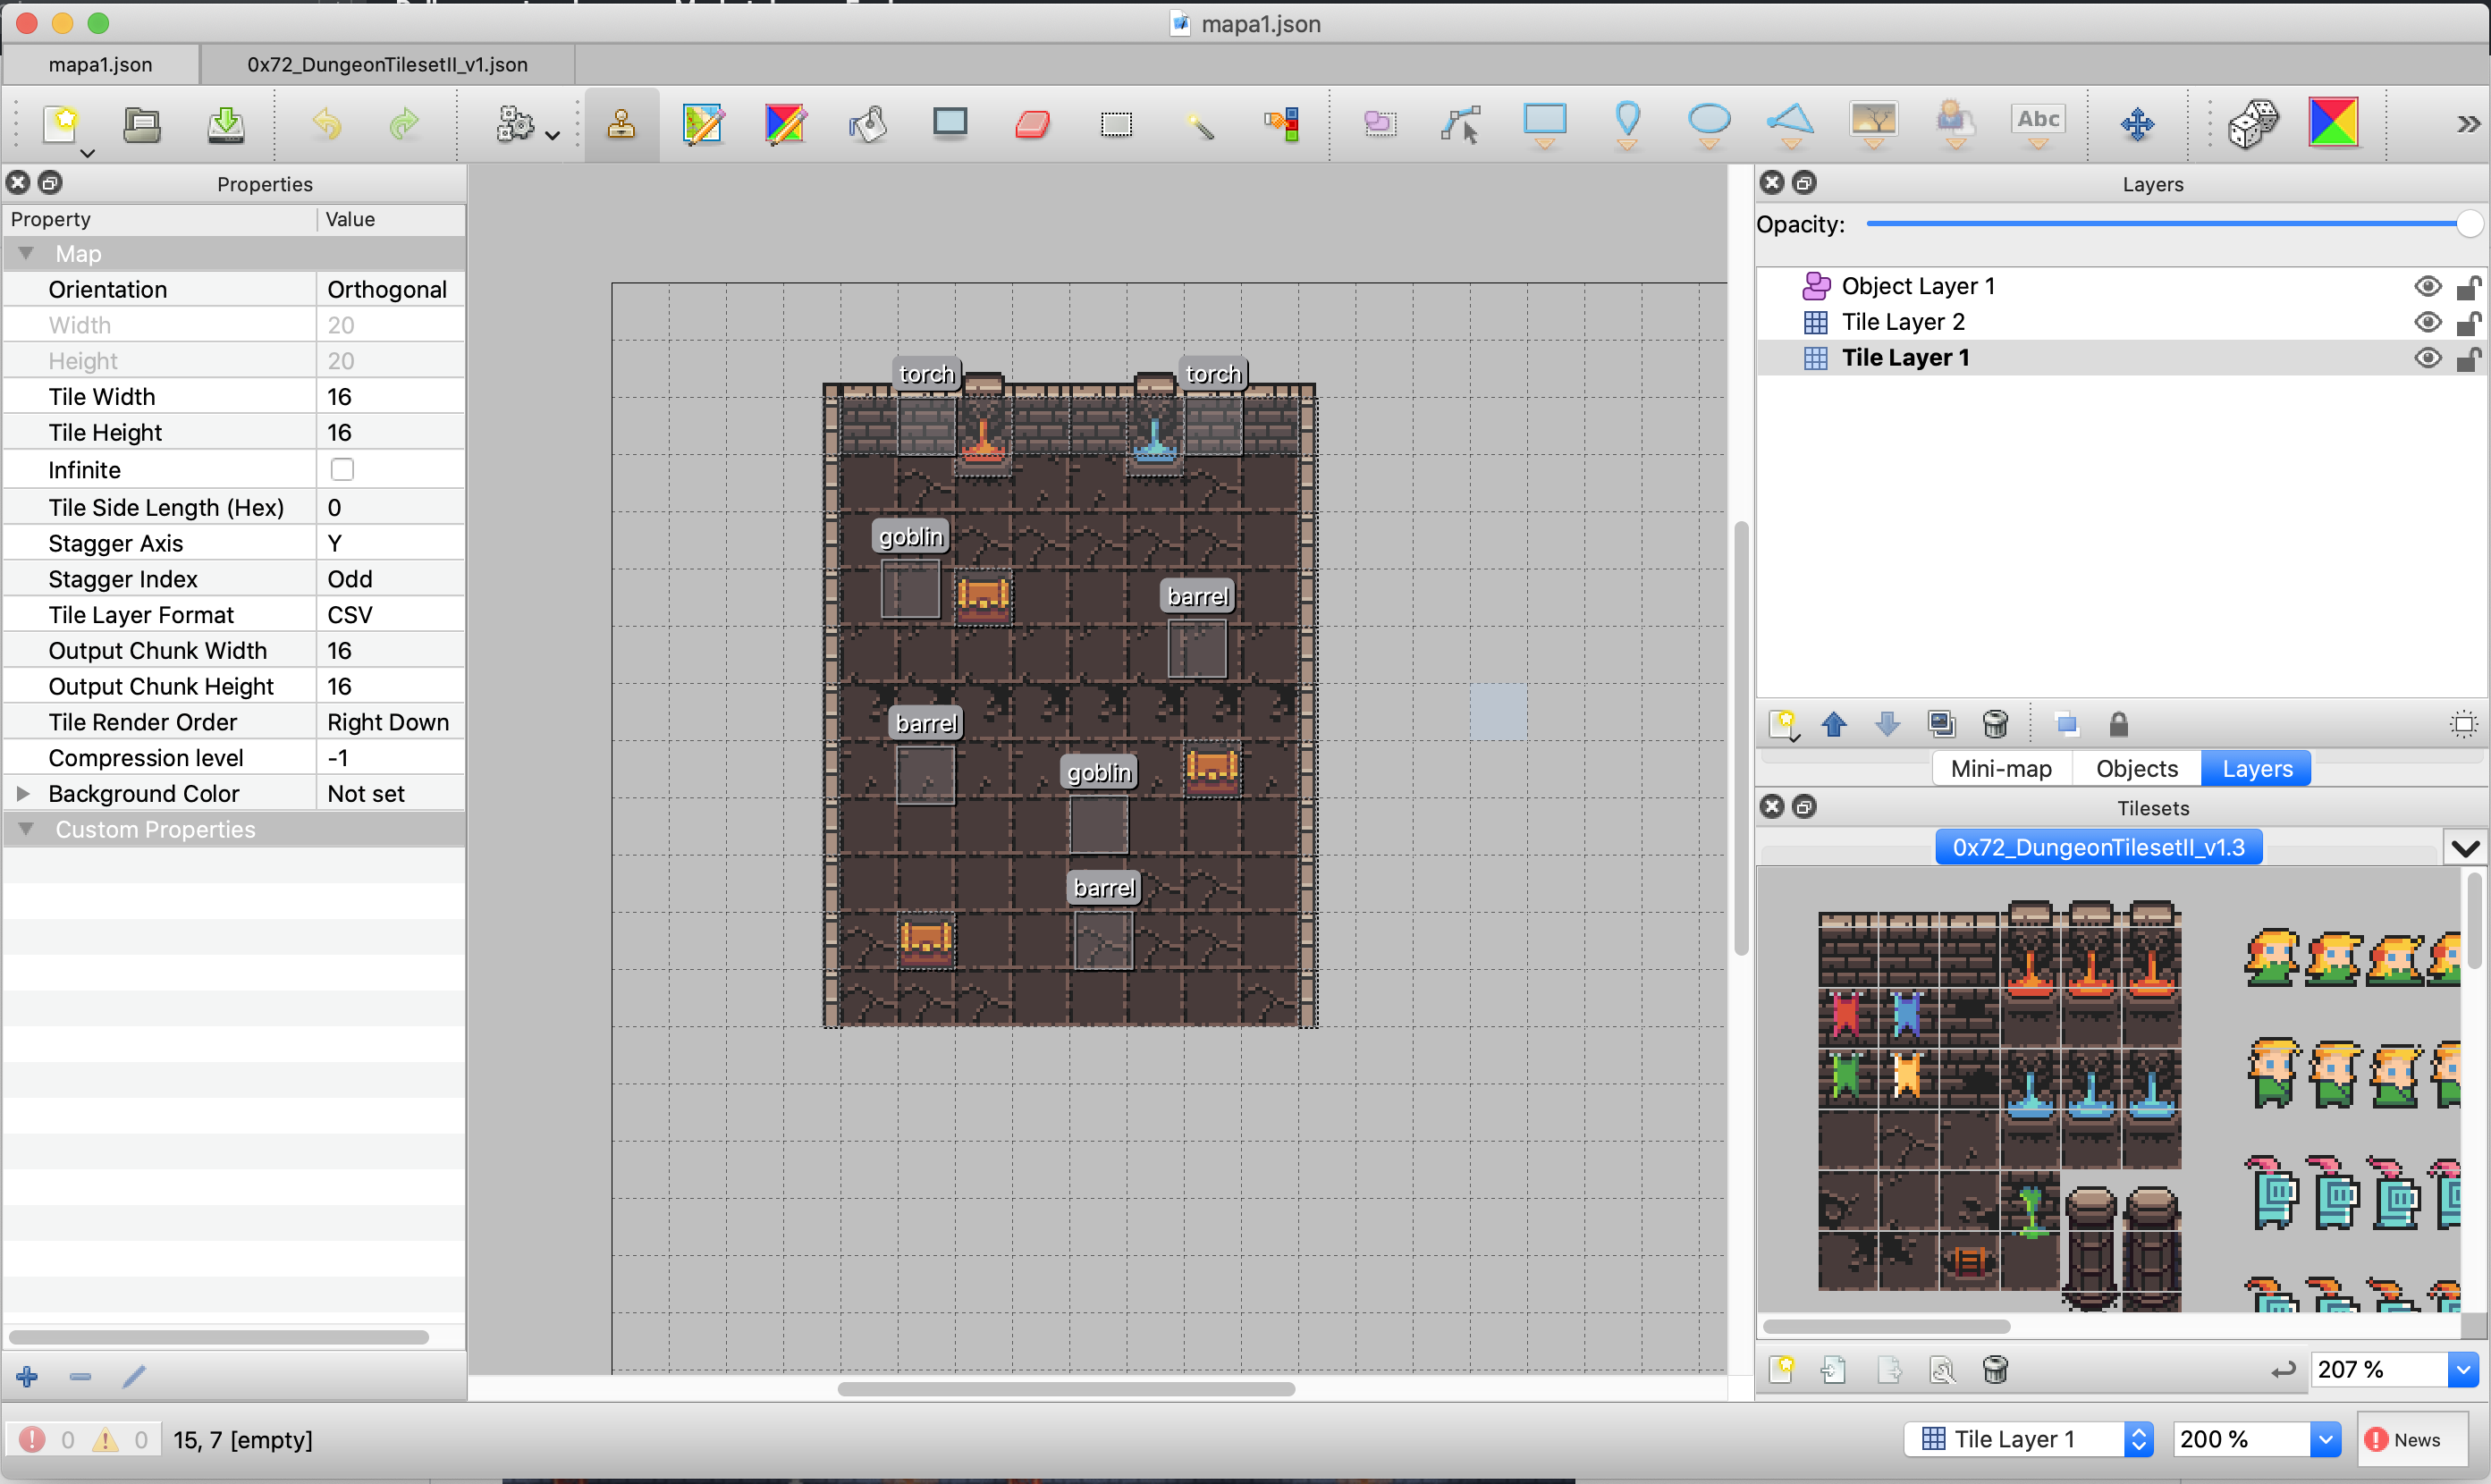 mapa1.json
mapa1.json
0x72_DungeonTilesetII_v1.json
Abc
Properties
Property Value
Map
Orientation Orthogonal
Width 20
Height 20
Tile Width 16
Tile Height 16
Infinite
Tile Side Length (Hex) 0
Stagger Axis Y
Stagger Index Odd
Tile Layer Format CSV
Output Chunk Width 16
Output Chunk Height 16
Tile Render Order Right Down
Compression level -1
Background Color Not set
Custom Properties
torch torch
goblin
barrel
barrel
goblin
barrel
Layers
Opacity:
Object Layer 1
Tile Layer 2
Tile Layer 1
Mini-map Objects Layers
Tilesets
0x72_DungeonTilesetII_v1.3
207 %
0 0 15, 7 [empty]
Tile Layer 1 200 % News